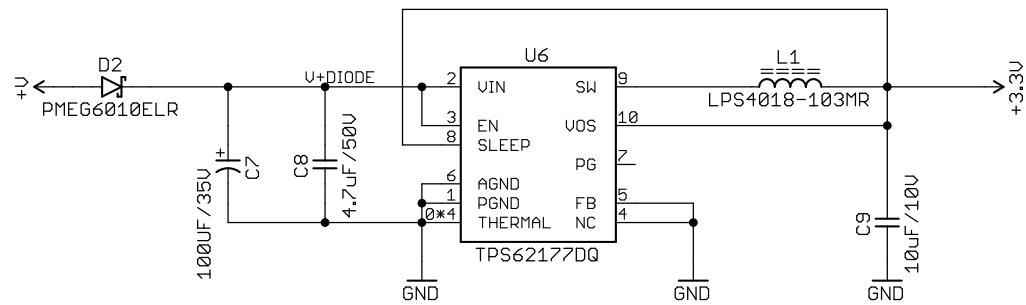 U6
D2
L1
+V
V+DIODE
2
VIN
SW
9
+3.3V
PMEG6010ELR
LPS4018-103MR
3
EN
VOS
10
8
SLEEP
+
C7
C8
4.7uF/50V
PG
7
6
AGND
100UF/35V
1
PGND
FB
5
0*4
THERMAL
NC
4
C9
10uF/10V
TPS62177DQ
GND
GND
GND